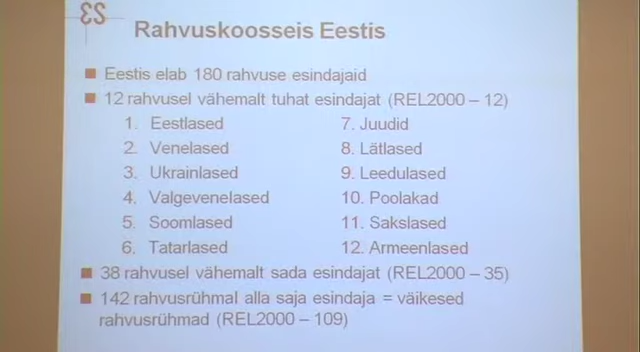 ES
Rahvuskoosseis Eestis
Eestis elab 180 rahvuse esindajaid
12 rahvusel vähemalt tuhat esindajat (REL2000 – 12)
1. Eestlased
2. Venelased
3. Ukrainlased
4. Valgevenelased
5. Soomlased
6. Tatarlased
7. Juudid
8. Lätlased
9. Leedulased
10. Poolakad
11. Sakslased
12. Armeenlased
38 rahvusel vähemalt sada esindajat (REL2000 – 35)
142 rahvusrühmal alla saja esindaja = väikesed
rahvusrühmad (REL2000 – 109)